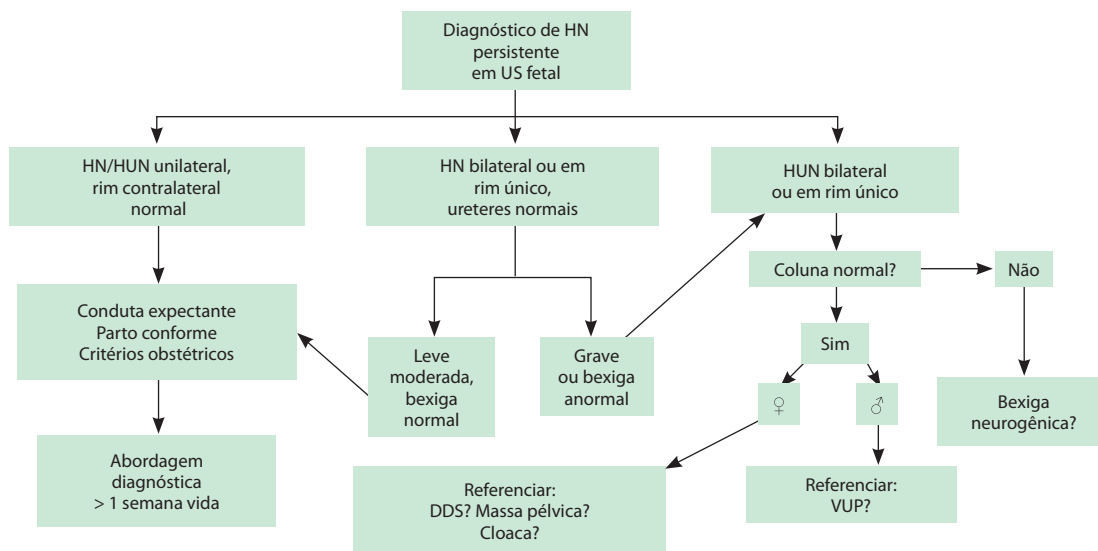 Diagnóstico de HN
persistente
em US fetal
HN/HUN unilateral,
rim contralateral
normal
HN bilateral ou em
rim único,
ureteres normais
HUN bilateral
ou em rim único
Coluna normal?
Não
Conduta expectante
Parto conforme
Critérios obstétricos
Leve
moderada,
bexiga
normal
Grave
ou bexiga
anormal
Sim
♀
♂
Bexiga
neurogênica?
Abordagem
diagnóstica
> 1 semana vida
Referenciar:
DDS? Massa pélvica?
Cloaca?
Referenciar:
VUP?